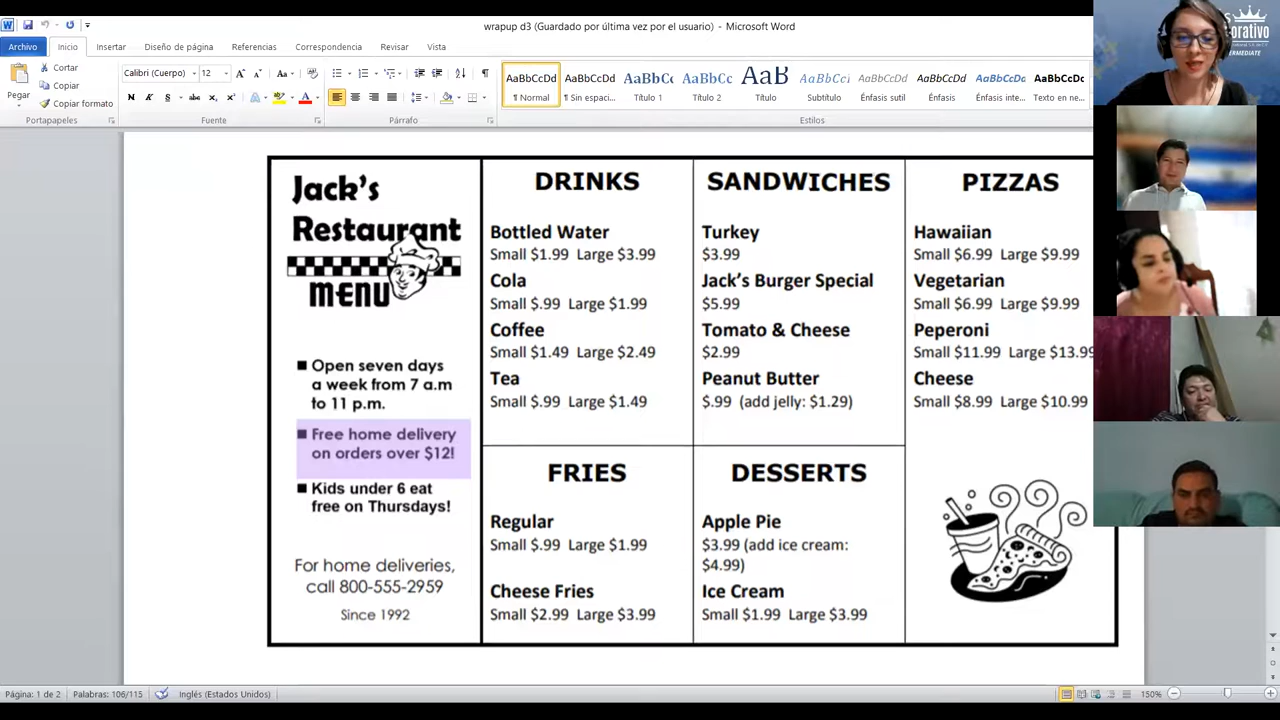 wrapup d3 (Guardado por última vez por el usuario) - Microsoft Word
Archivo
Inicio
Insertar
Diseño de página
Referencias
Correspondencia
Revisar
Vista
Pegar
Cortar
Copiar
Copiar formato
Portapapeles
Calibri (Cuerpo)
12
Fuente
Párrafo
AaBbCcDd
¶ Normal
AaBbCcDd
¶ Sin espaci...
AaBbCc
Título 1
AaBbCc
Título 2
AaB
Título
AaBbCcDd
Subtítulo
AaBbCcDd
Énfasis sutil
AaBbCcDd
Énfasis
AaBbCcDd
Énfasis inte...
AaBbCcDc
Texto en ne...
Estilos
Jack's
Restaurant
MENU
Open seven days
a week from 7 a.m
to 11 p.m.
Free home delivery
on orders over $12!
Kids under 6 eat
free on Thursdays!
For home deliveries,
call 800-555-2959
Since 1992
DRINKS
Bottled Water
Small $1.99 Large $3.99
Cola
Small $.99 Large $1.99
Coffee
Small $1.49 Large $2.49
Tea
Small $.99 Large $1.49
SANDWICHES
Turkey
$3.99
Jack's Burger Special
$5.99
Tomato & Cheese
$2.99
Peanut Butter
$.99 (add jelly: $1.29)
PIZZAS
Hawaiian
Small $6.99 Large $9.99
Vegetarian
Small $6.99 Large $9.99
Peperoni
Small $11.99 Large $13.99
Cheese
Small $8.99 Large $10.99
FRIES
Regular
Small $.99 Large $1.99
Cheese Fries
Small $2.99 Large $3.99
DESSERTS
Apple Pie
$3.99 (add ice cream:
$4.99)
Ice Cream
Small $1.99 Large $3.99
Página: 1 de 2
Palabras: 106/115
Inglés (Estados Unidos)
150%